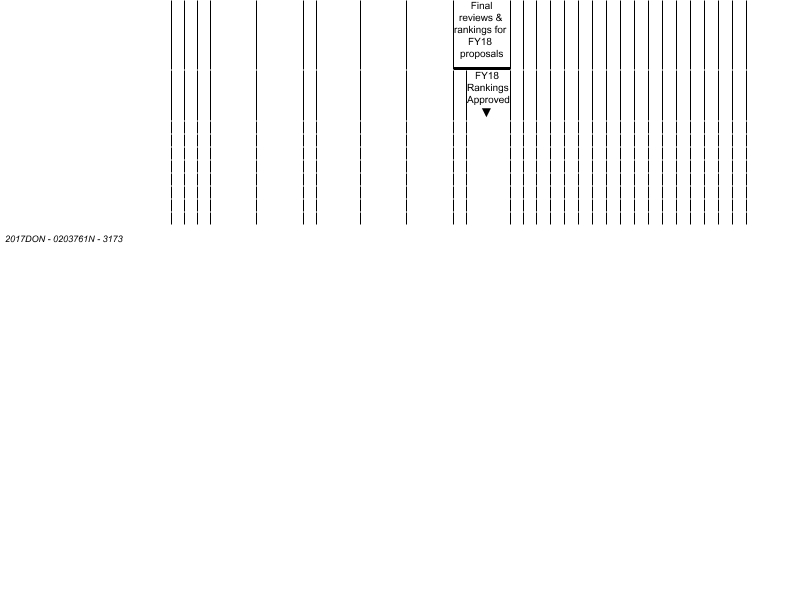 Final
reviews &
rankings for
FY18
proposals
FY18
Rankings
Approved
2017DON - 0203761N - 3173